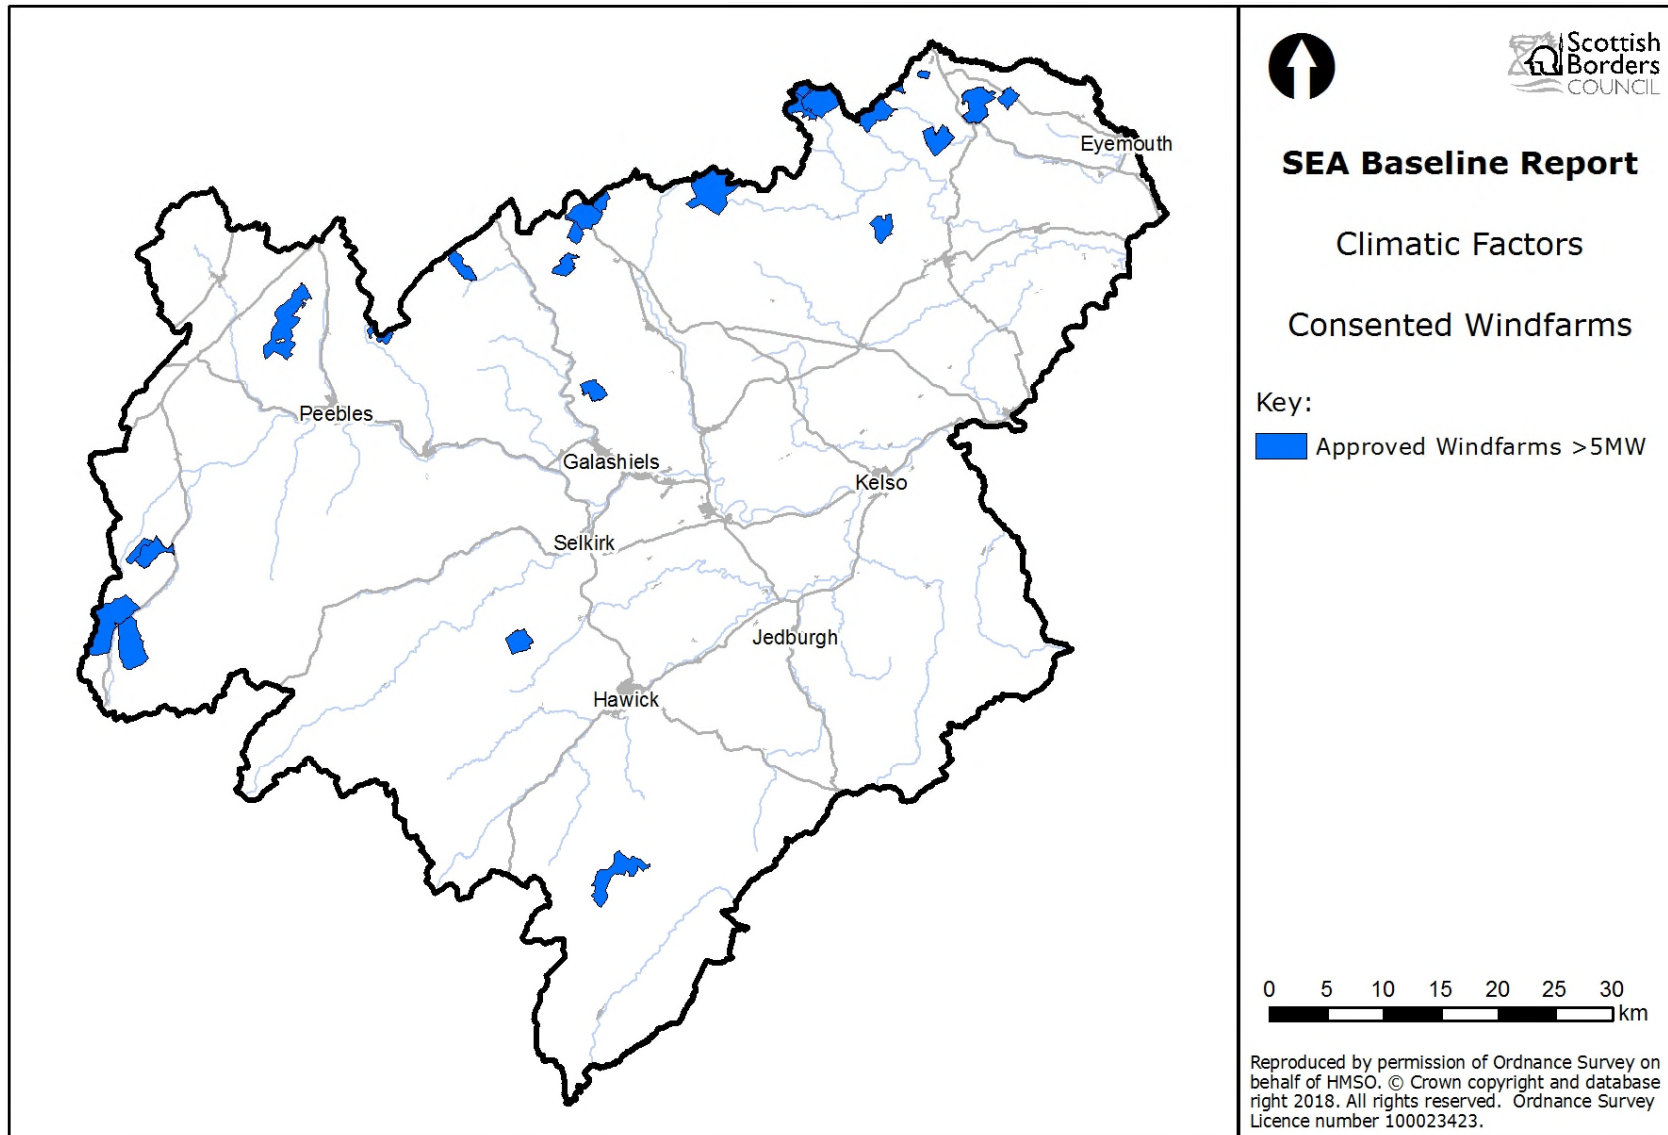 Scottish
Borders
COUNCIL
SEA Baseline Report
Climatic Factors
Consented Windfarms
Key:
Approved Windfarms >5MW
Eyemouth
Peebles
Galashiels
Kelso
Selkirk
Jedburgh
Hawick
0 5 10 15 20 25 30
km
Reproduced by permission of Ordnance Survey on
behalf of HMSO. © Crown copyright and database
right 2018. All rights reserved. Ordnance Survey
Licence number 100023423.